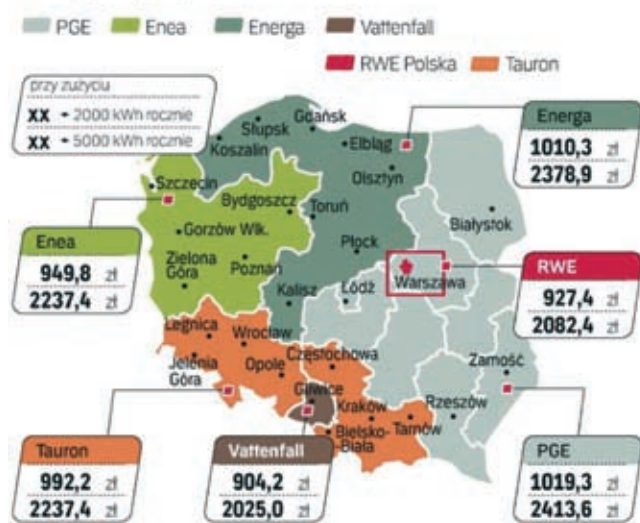 PGE Enea Energa Vattenfall
RWE Polska Tauron
przy zużyciu
XX - 2000 kWh rocznie
XX - 5000 kWh rocznie
Energa
1010,3 zł
2378,9 zł
Gdańsk
Słupsk
Koszalin
Elbląg
Olsztyn
Szczecin
Bydgoszcz
Toruń
Białystok
Gorzów Wlk.
Enea
949,8 zł
2237,4 zł
Zielona
Góra
Poznań
Płock
Warszawa
RWE
927,4 zł
2082,4 zł
Kalisz
Łódź
Legnica
Wrocław
Jelenia
Góra
Opole
Częstochowa
Zamość
Gliwice
Kraków
Rzeszów
Bielsko-
-Biała
Tarnów
Tauron
992,2 zł
2237,4 zł
Vattenfall
904,2 zł
2025,0 zł
PGE
1019,3 zł
2413,6 zł